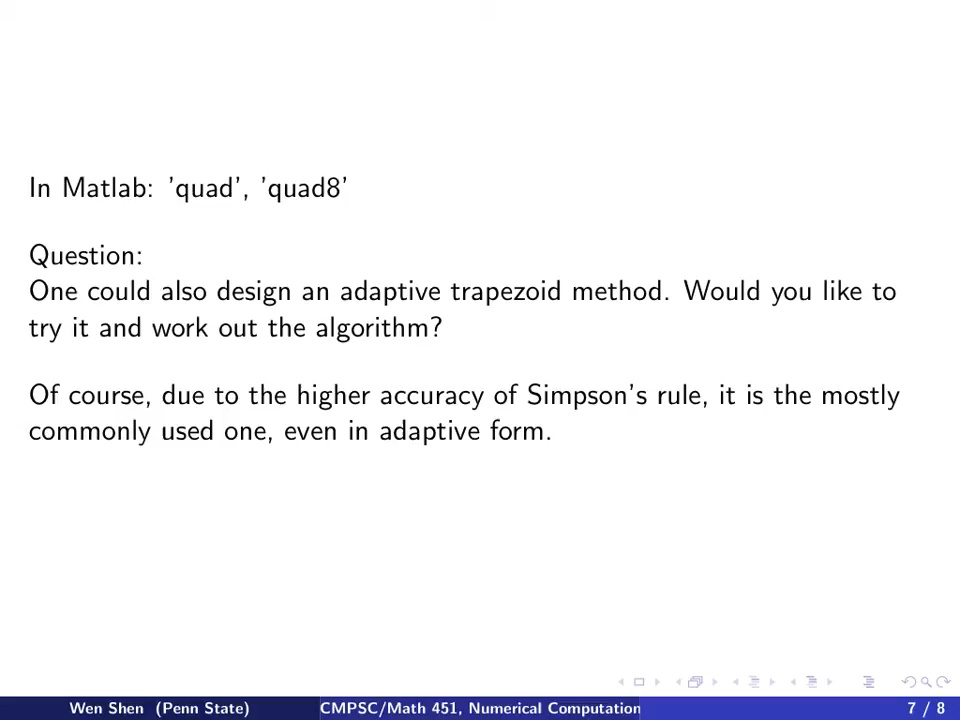 In Matlab: ’quad’, ’quad8’
Question:
One could also design an adaptive trapezoid method. Would you like to
try it and work out the algorithm?
Of course, due to the higher accuracy of Simpson’s rule, it is the mostly
commonly used one, even in adaptive form.
Wen Shen (Penn State)
CMPSC/Math 451, Numerical Computation
7 / 8